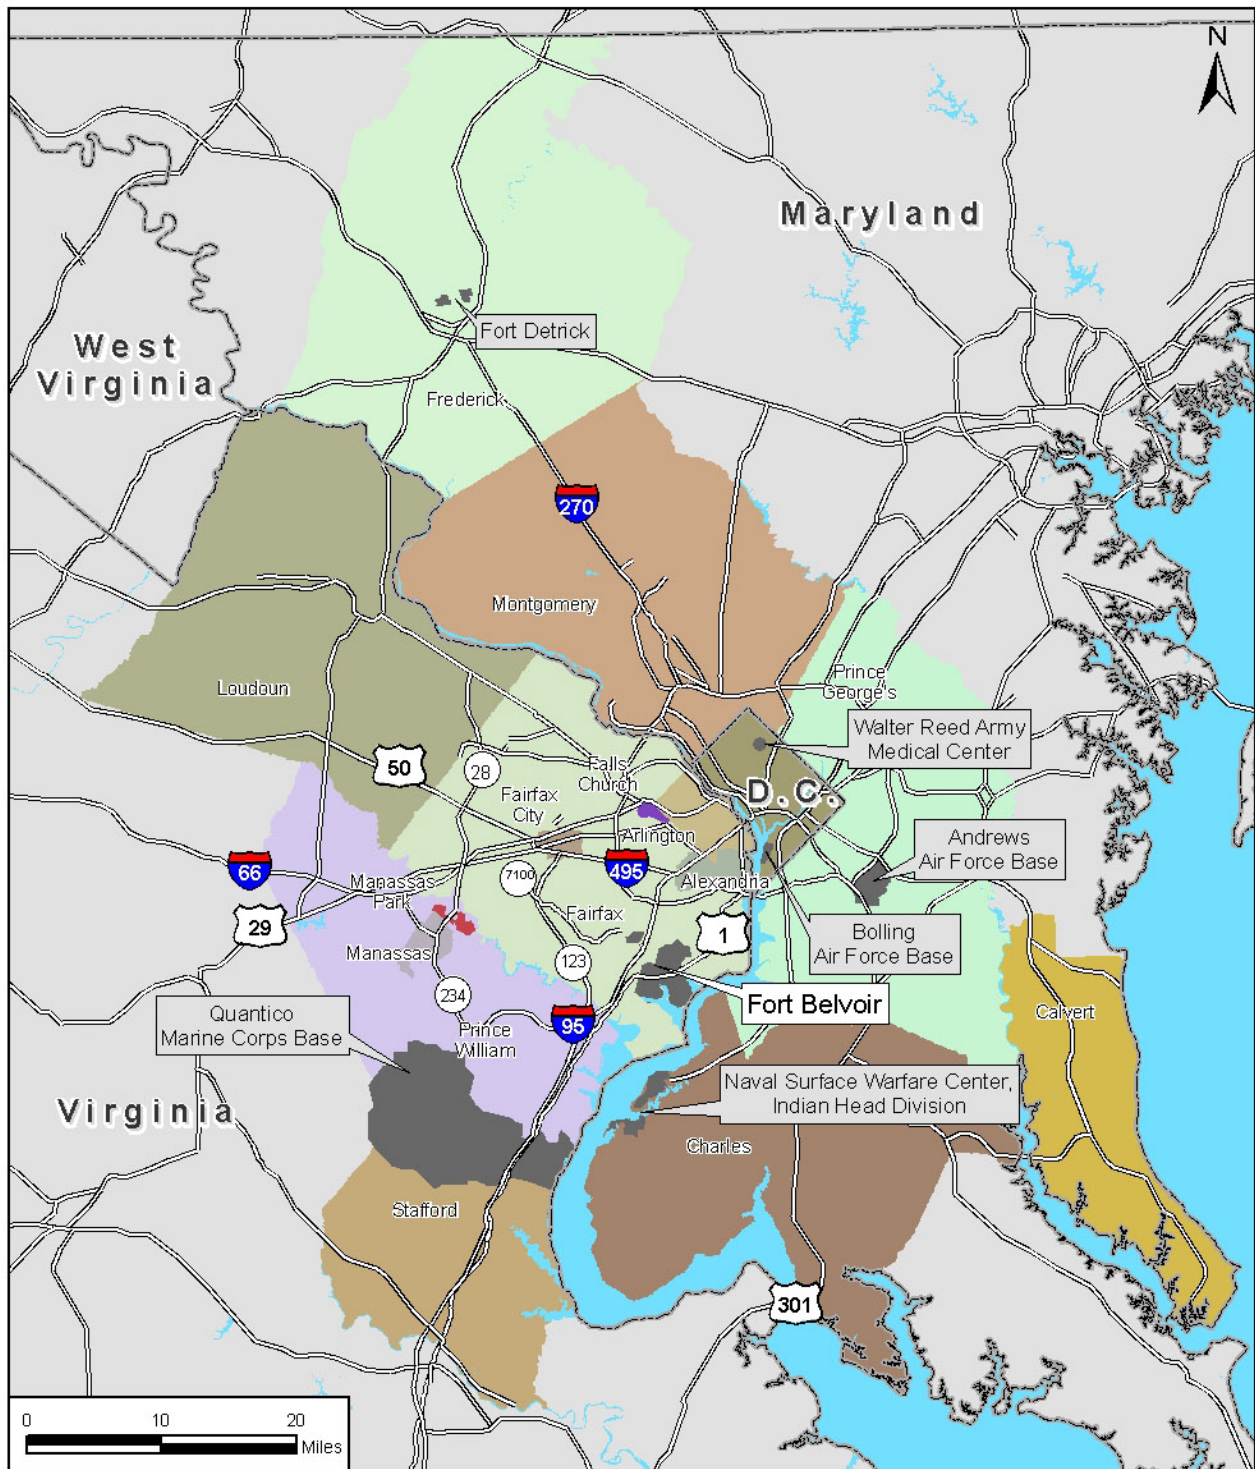 N
Maryland
Fort Detrick
West
Virginia
Frederick
270
Montgomery
Prince
George's
Loudoun
Walter Reed Army
Medical Center
50
28
Falls
Church
D.C.
Fairfax
City
Arlington
Andrews
Air Force Base
66
495
7100
Manassas
Park
Alexandria
Fairfax
29
1
Bolling
Air Force Base
Manassas
123
234
Fort Belvoir
Quantico
Marine Corps Base
95
Prince
William
Calvert
Naval Surface Warfare Center,
Indian Head Division
Virginia
Charles
Stafford
301
0 10 20
Miles